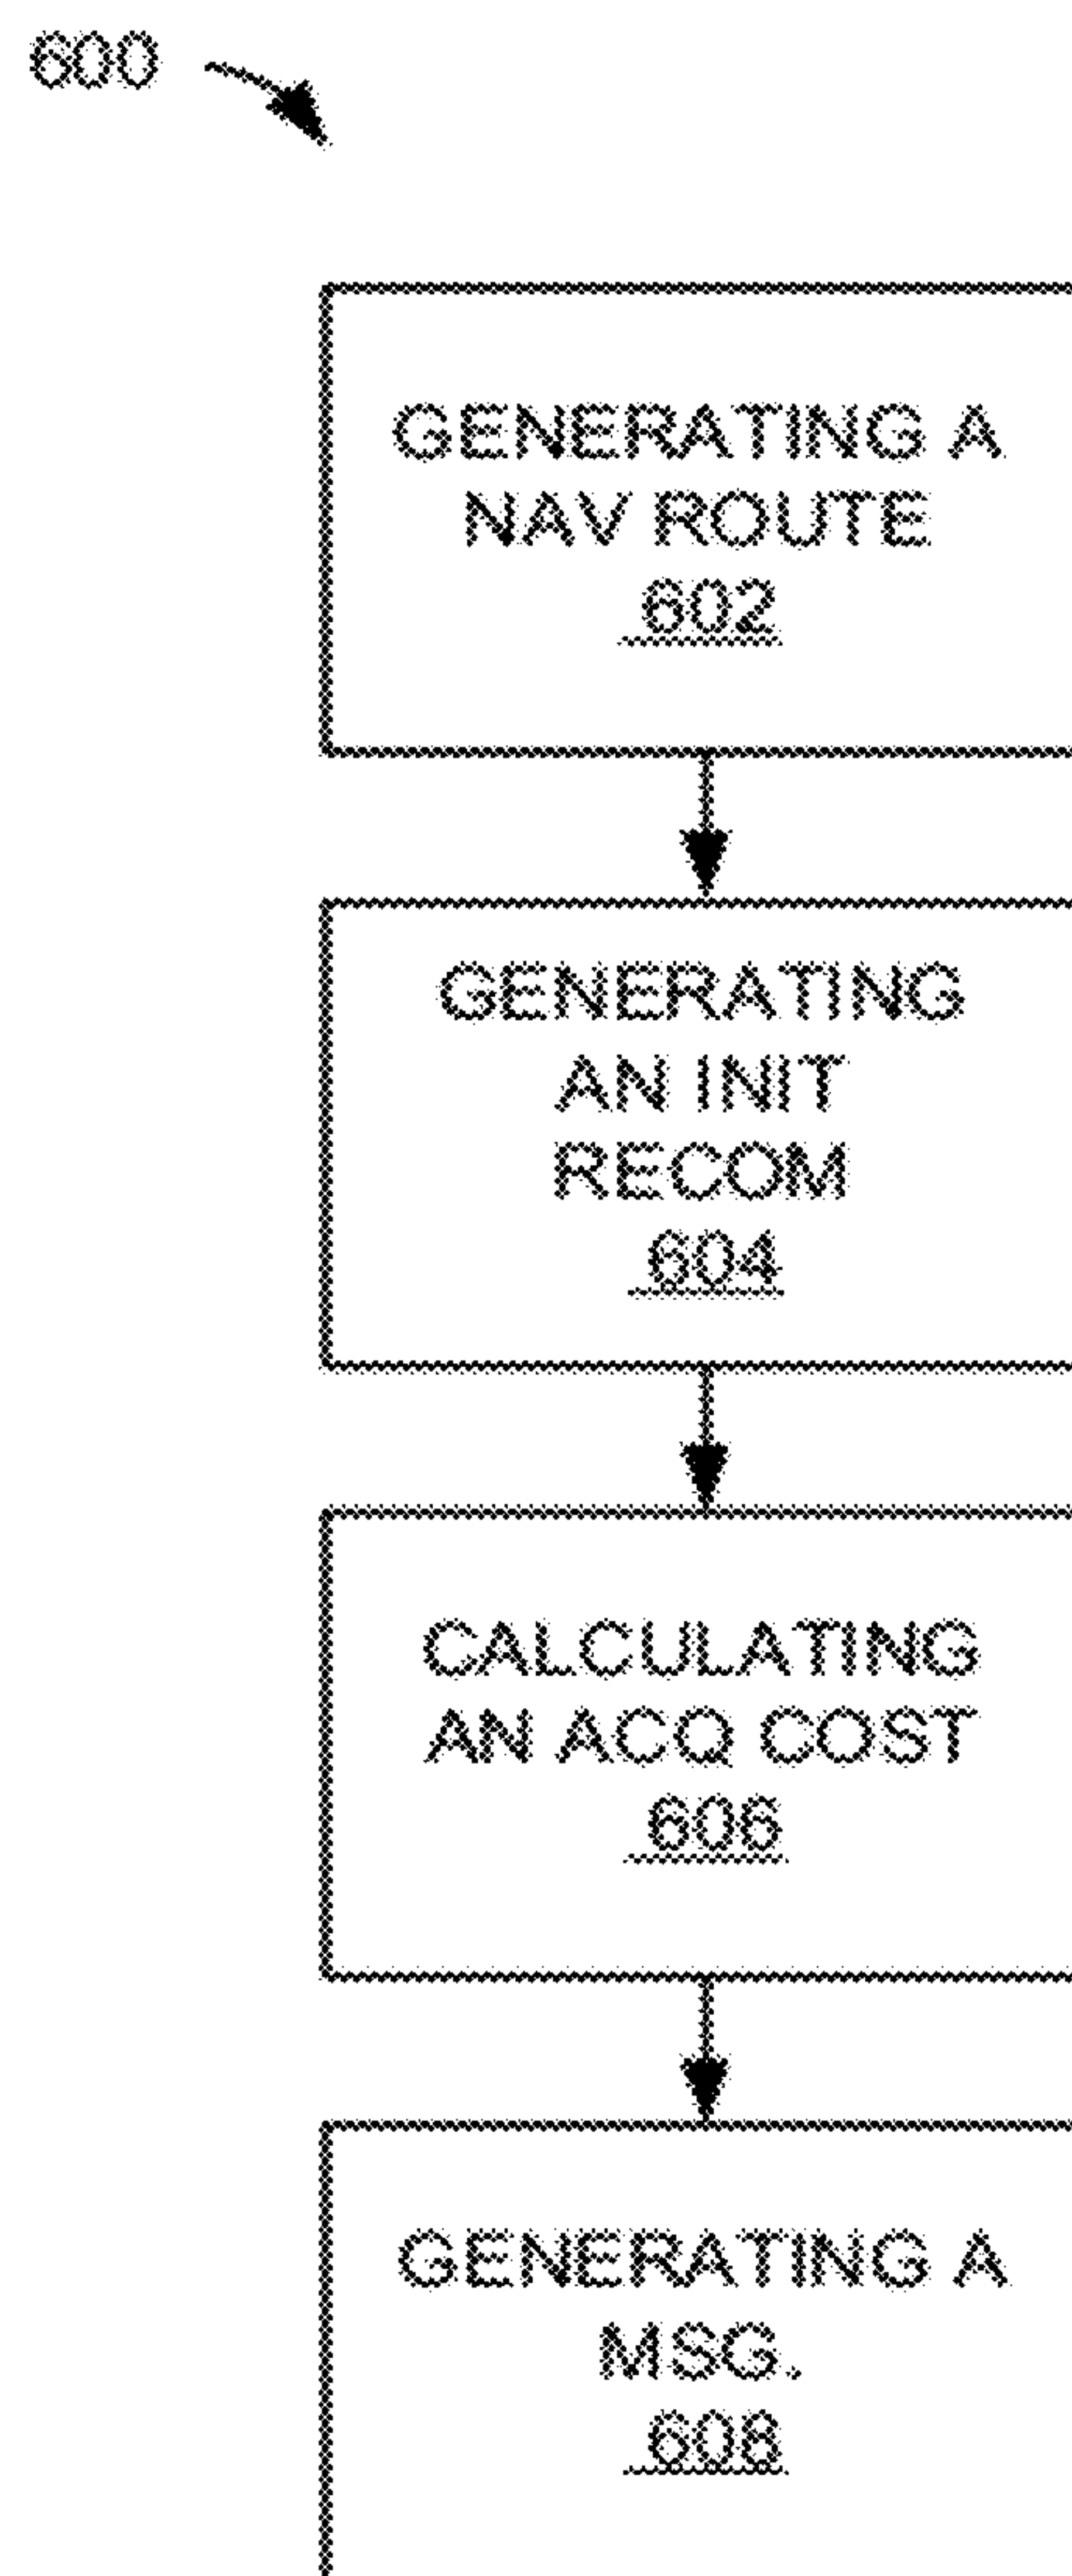 600
GENERATING A
NAV ROUTE
602
GENERATING
AN INIT
RECOM
604
CALCULATING
AN ACQ COST
606
GENERATING A
MSG.
608